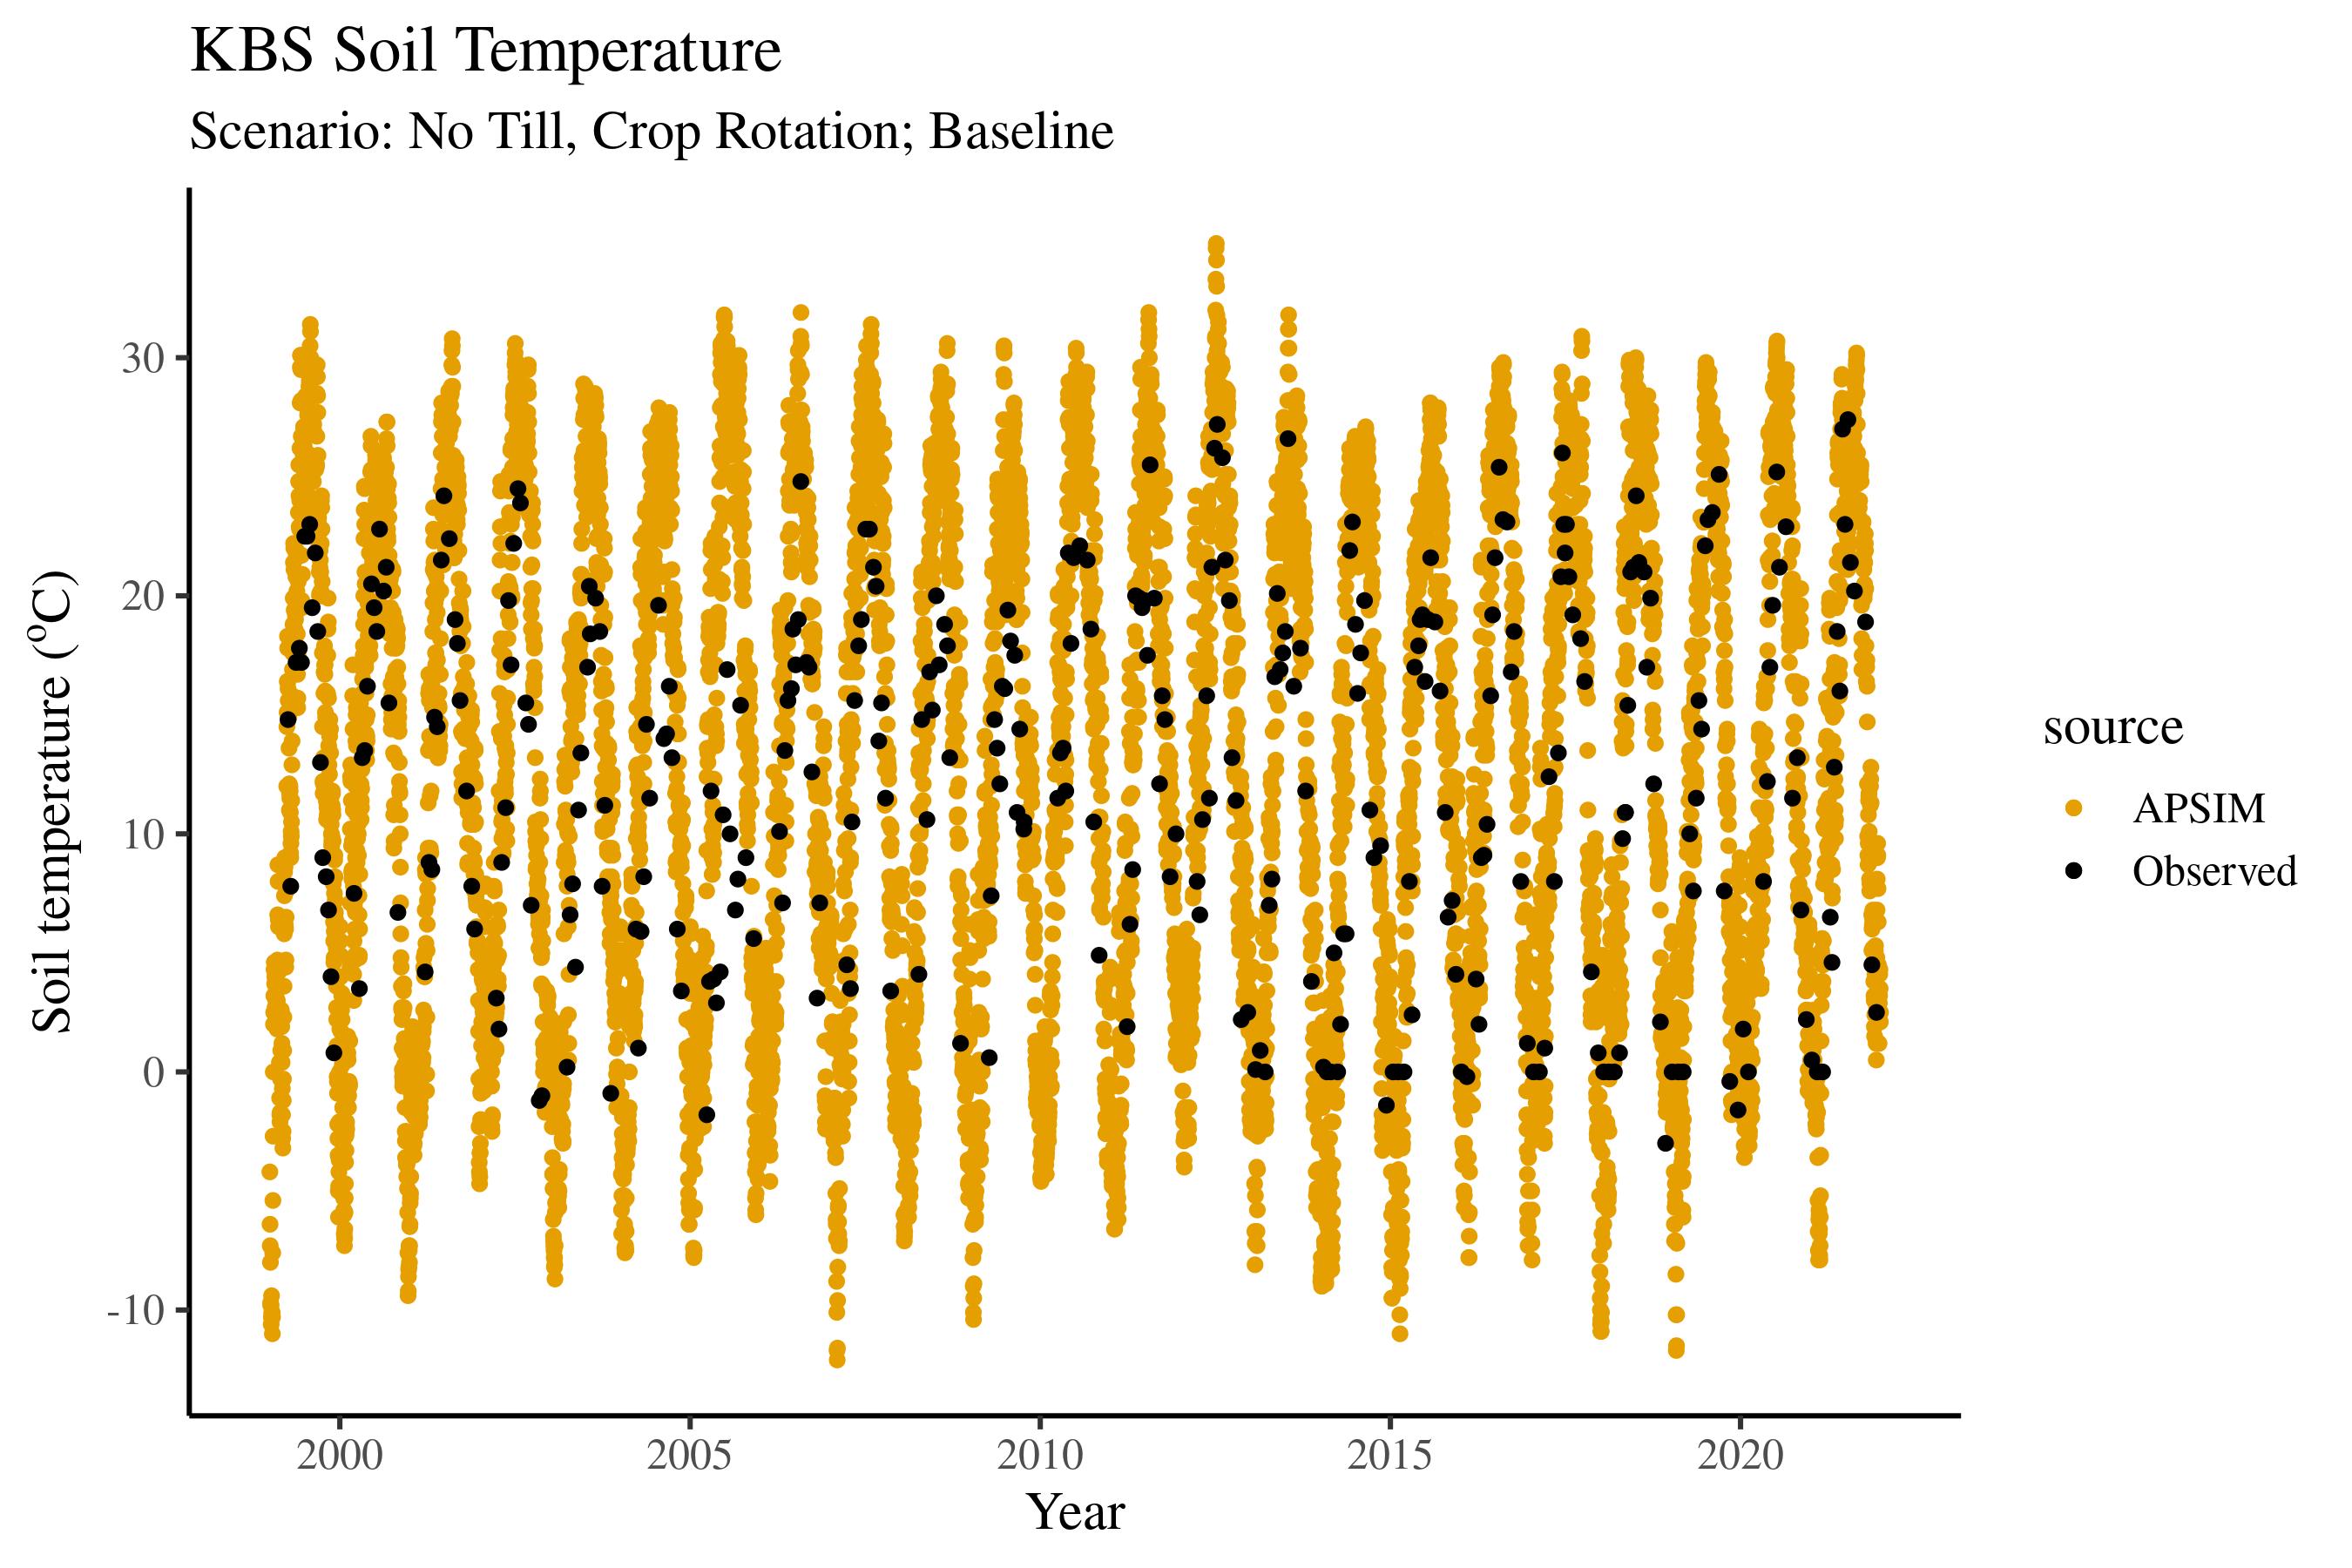 KBS Soil Temperature
Scenario: No Till, Crop Rotation; Baseline
Soil temperature (°C)
30
20
10
0
-10
2000
2005
2010
2015
2020
Year
source
APSIM
Observed